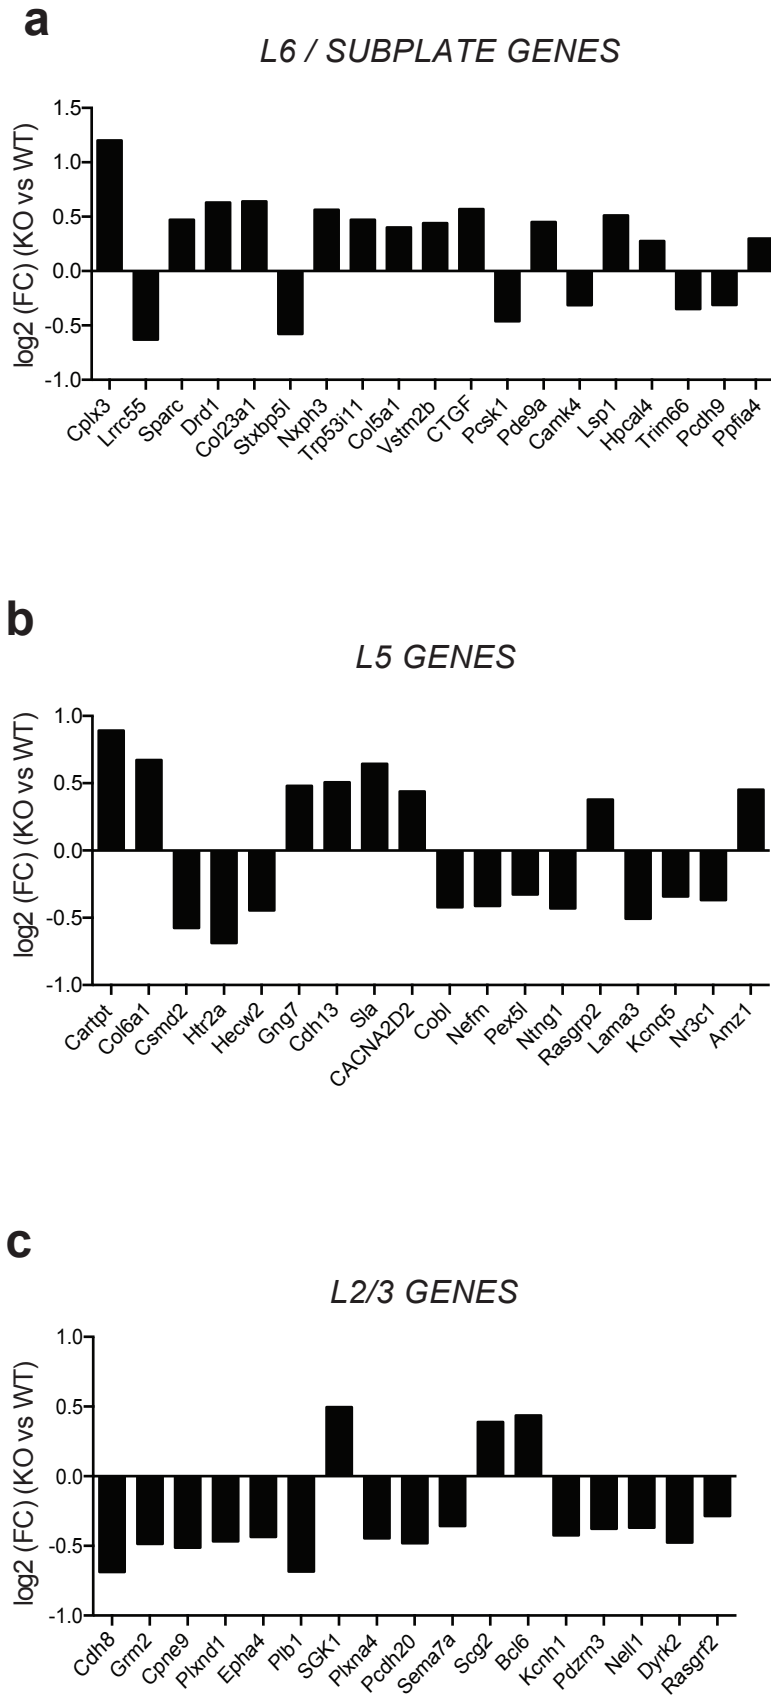 a
L6 / SUBPLATE GENES
log2 (FC) (KO vs WT)
1.5
1.0
0.5
0.0
-0.5
-1.0
Cplx3
Lrrc55
Sparc
Drd1
Col23a1
Stxbp5l
Nxph3
Trp53i11
Col5a1
Vstm2b
CTGF
Pcsk1
Pde9a
Camk4
Lsp1
Hpcal4
Trim66
Pcdh9
Ppfia4
b
L5 GENES
log2 (FC) (KO vs WT)
1.0
0.5
0.0
-0.5
-1.0
Cartpt
Col6a1
Csmd2
Htr2a
Hecw2
Gng7
Cdh13
Sla
CACNA2D2
Cobl
Nefm
Pex5l
Ntng1
Rasgrp2
Lama3
Kcnq5
Nr3c1
Amz1
c
L2/3 GENES
log2 (FC) (KO vs WT)
1.0
0.5
0.0
-0.5
-1.0
Cdh8
Grm2
Cpne9
Plxnd1
Epha4
Plb1
SGK1
Plxna4
Pcdh20
Sema7a
Scg2
Bcl6
Kcnh1
Pdzrn3
Nell1
Dyrk2
Rasgrf2